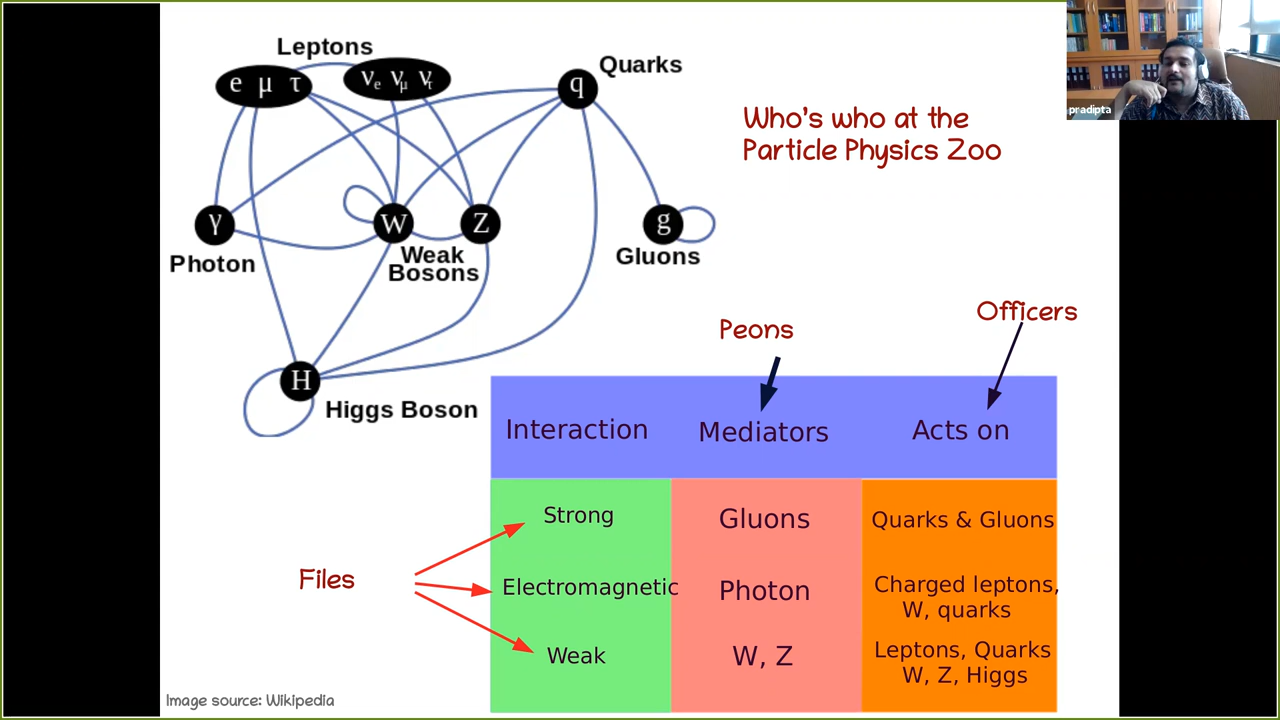 Leptons
e μ τ
νe νμ ντ
Quarks
q
pradipta
Who's who at the
Particle Physics Zoo
γ
W
Z
g
Photon
Weak
Bosons
Gluons
Officers
Peons
H
Higgs Boson
Interaction
Mediators
Acts on
Strong
Gluons
Quarks & Gluons
Files
Electromagnetic
Photon
Charged leptons,
W, quarks
Weak
W, Z
Leptons, Quarks
W, Z, Higgs
Image source: Wikipedia